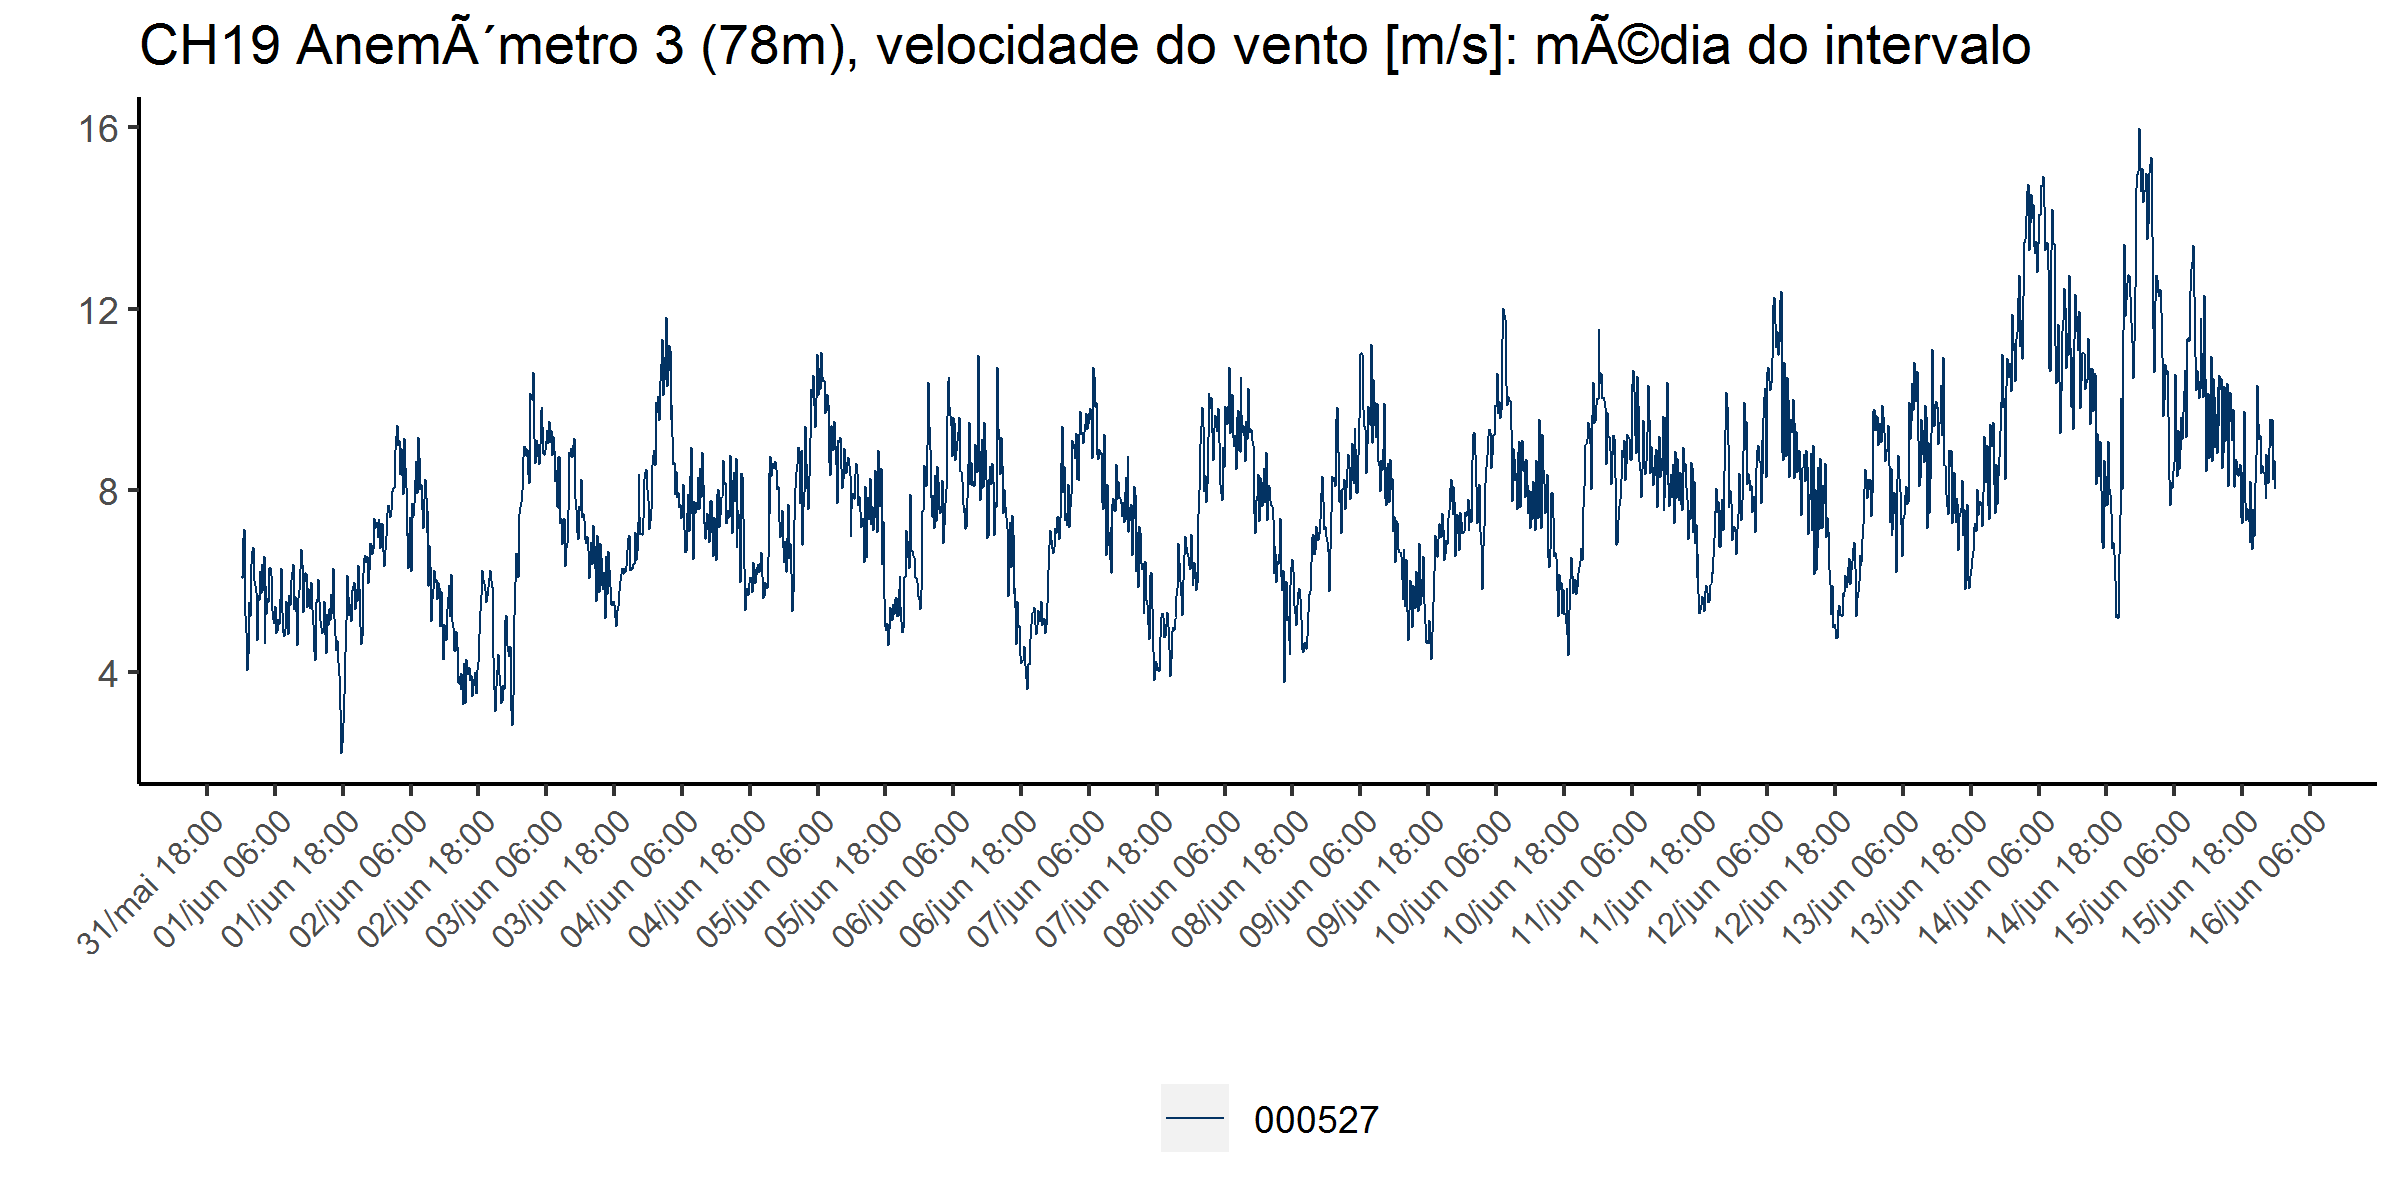 CH19 AnemÃ´metro 3 (78m), velocidade do vento [m/s]: mÃ©dia do intervalo
16
12
8
4
31/mai 18:00
01/jun 06:00
01/jun 18:00
02/jun 06:00
02/jun 18:00
03/jun 06:00
03/jun 18:00
04/jun 06:00
04/jun 18:00
05/jun 06:00
05/jun 18:00
06/jun 06:00
06/jun 18:00
07/jun 06:00
07/jun 18:00
08/jun 06:00
08/jun 18:00
09/jun 06:00
09/jun 18:00
10/jun 06:00
10/jun 18:00
11/jun 06:00
11/jun 18:00
12/jun 06:00
12/jun 18:00
13/jun 06:00
13/jun 18:00
14/jun 06:00
14/jun 18:00
15/jun 06:00
15/jun 18:00
16/jun 06:00
000527